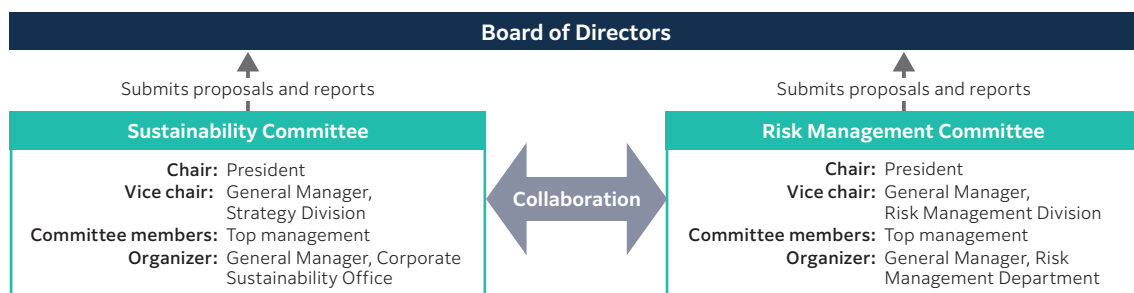 Board of Directors
Submits proposals and reports
Submits proposals and reports
Sustainability Committee
Chair: President
Vice chair: General Manager,
Strategy Division
Committee members: Top management
Organizer: General Manager, Corporate
Sustainability Office
Collaboration
Risk Management Committee
Chair: President
Vice chair: General Manager,
Risk Management Division
Committee members: Top management
Organizer: General Manager, Risk
Management Department